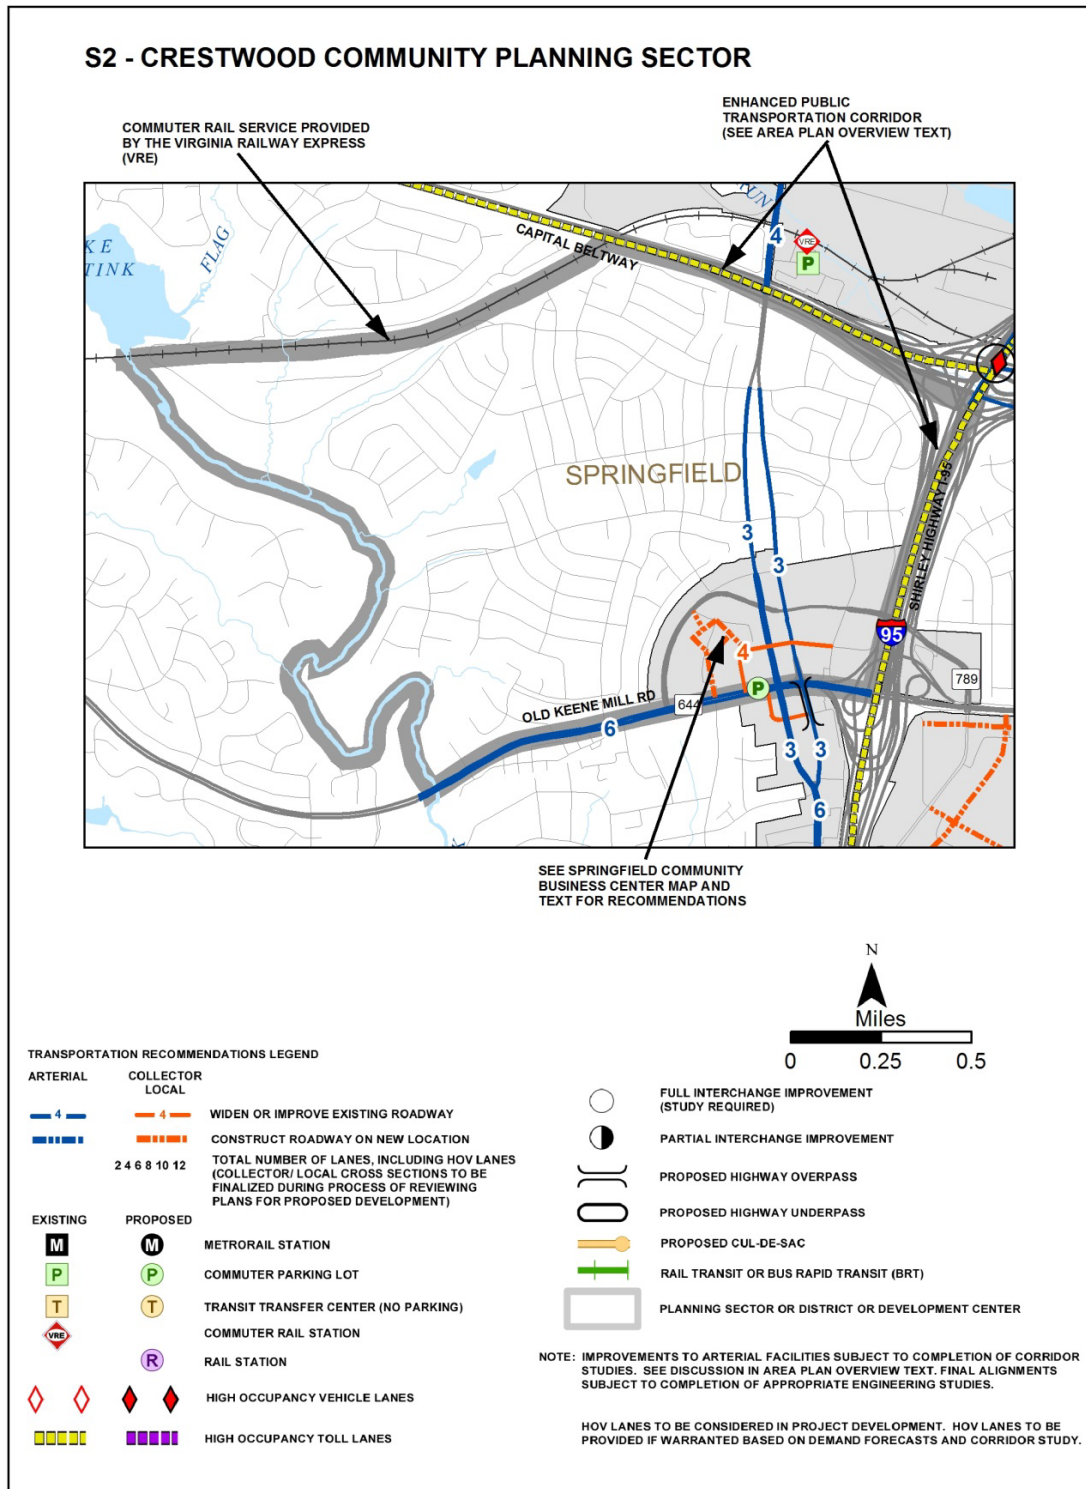 S2 - CRESTWOOD COMMUNITY PLANNING SECTOR
ENHANCED PUBLIC
TRANSPORTATION CORRIDOR
(SEE AREA PLAN OVERVIEW TEXT)
COMMUTER RAIL SERVICE PROVIDED
BY THE VIRGINIA RAILWAY EXPRESS
(VRE)
KE
TINK
FLAG
CAPITAL BELTWAY
RUN
4
VRE
P
SPRINGFIELD
SHIRLEY HIGHWAY I-95
3
3
95
4
P
789
644
OLD KEENE MILL RD
6
3
3
6
SEE SPRINGFIELD COMMUNITY
BUSINESS CENTER MAP AND
TEXT FOR RECOMMENDATIONS
N
Miles
0 0.25 0.5
TRANSPORTATION RECOMMENDATIONS LEGEND
ARTERIAL COLLECTOR
LOCAL
4 4 WIDEN OR IMPROVE EXISTING ROADWAY
CONSTRUCT ROADWAY ON NEW LOCATION
2 4 6 8 10 12 TOTAL NUMBER OF LANES, INCLUDING HOV LANES
(COLLECTOR/ LOCAL CROSS SECTIONS TO BE
FINALIZED DURING PROCESS OF REVIEWING
PLANS FOR PROPOSED DEVELOPMENT)
EXISTING PROPOSED
M M METRORAIL STATION
P P COMMUTER PARKING LOT
T T TRANSIT TRANSFER CENTER (NO PARKING)
VRE COMMUTER RAIL STATION
R RAIL STATION
HIGH OCCUPANCY VEHICLE LANES
HIGH OCCUPANCY TOLL LANES
FULL INTERCHANGE IMPROVEMENT
(STUDY REQUIRED)
PARTIAL INTERCHANGE IMPROVEMENT
PROPOSED HIGHWAY OVERPASS
PROPOSED HIGHWAY UNDERPASS
PROPOSED CUL-DE-SAC
RAIL TRANSIT OR BUS RAPID TRANSIT (BRT)
PLANNING SECTOR OR DISTRICT OR DEVELOPMENT CENTER
NOTE: IMPROVEMENTS TO ARTERIAL FACILITIES SUBJECT TO COMPLETION OF CORRIDOR
STUDIES. SEE DISCUSSION IN AREA PLAN OVERVIEW TEXT. FINAL ALIGNMENTS
SUBJECT TO COMPLETION OF APPROPRIATE ENGINEERING STUDIES.
HOV LANES TO BE CONSIDERED IN PROJECT DEVELOPMENT. HOV LANES TO BE
PROVIDED IF WARRANTED BASED ON DEMAND FORECASTS AND CORRIDOR STUDY.